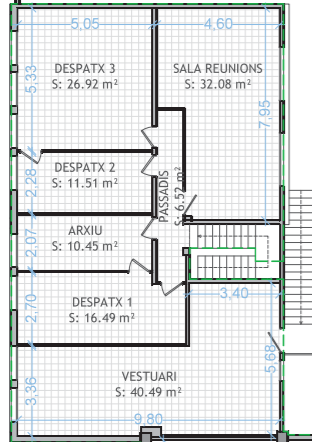 5,05
4,60
DESPATX 3
S: 26.92 m²
SALA REUNIONS
S: 32.08 m²
5,33
7,95
DESPATX 2
S: 11.51 m²
2,28
PASSADIS
S: 6.52 m²
ARXIU
S: 10.45 m²
2,07
DESPATX 1
S: 16.49 m²
2,70
3,40
5,68
VESTUARI
S: 40.49 m²
3,36
9,80